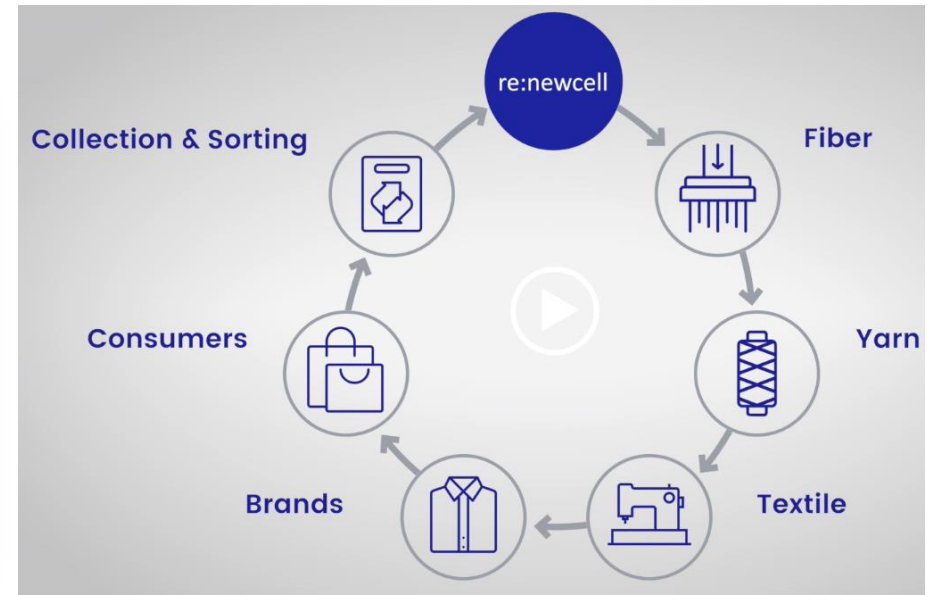 re:newcell
Collection & Sorting
Fiber
Consumers
Yarn
Brands
Textile